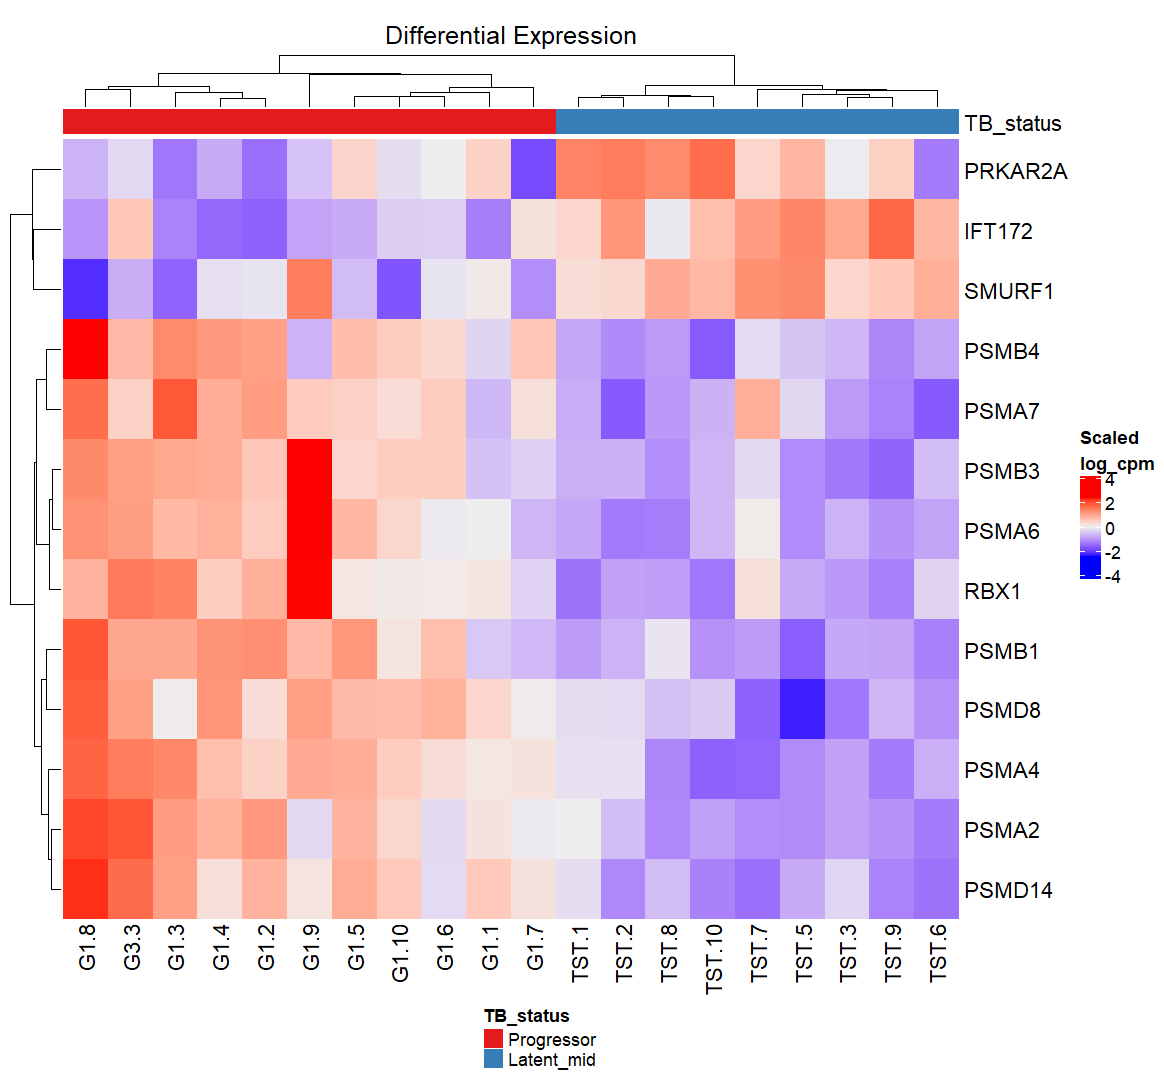 Differential Expression
TB_status
PRKAR2A
IFT172
SMURF1
PSMB4
PSMA7
PSMB3
PSMA6
RBX1
PSMB1
PSMD8
PSMA4
PSMA2
PSMD14
Scaled
log_cpm
4
2
0
-2
-4
G1.8 G3.3 G1.3 G1.4 G1.2 G1.9 G1.5 G1.10 G1.6 G1.1 G1.7 TST.1 TST.2 TST.8 TST.10 TST.7 TST.5 TST.3 TST.9 TST.6
TB_status
Progressor
Latent_mid